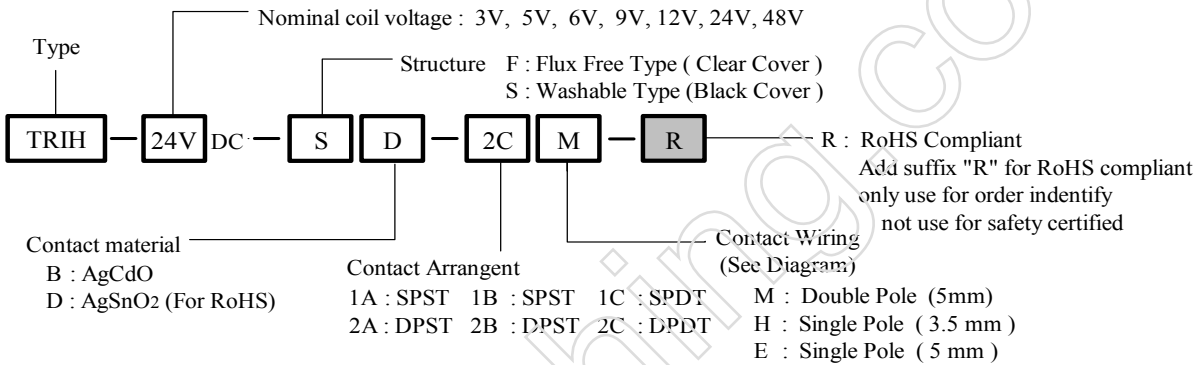 Nominal coil voltage : 3V, 5V, 6V, 9V, 12V, 24V, 48V
Type
Structure F : Flux Free Type ( Clear Cover )
S : Washable Type (Black Cover )
TRIH — 24V DC — S D — 2C M — R
R : RoHS Compliant
Add suffix "R" for RoHS compliant
only use for order indentify
not use for safety certified
Contact material
B : AgCdO
D : AgSnO2 (For RoHS)
Contact Arrangent
1A : SPST 1B : SPST 1C : SPDT
2A : DPST 2B : DPST 2C : DPDT
Contact Wiring
(See Diagram)
M : Double Pole (5mm)
H : Single Pole ( 3.5 mm )
E : Single Pole ( 5 mm )
hing.co